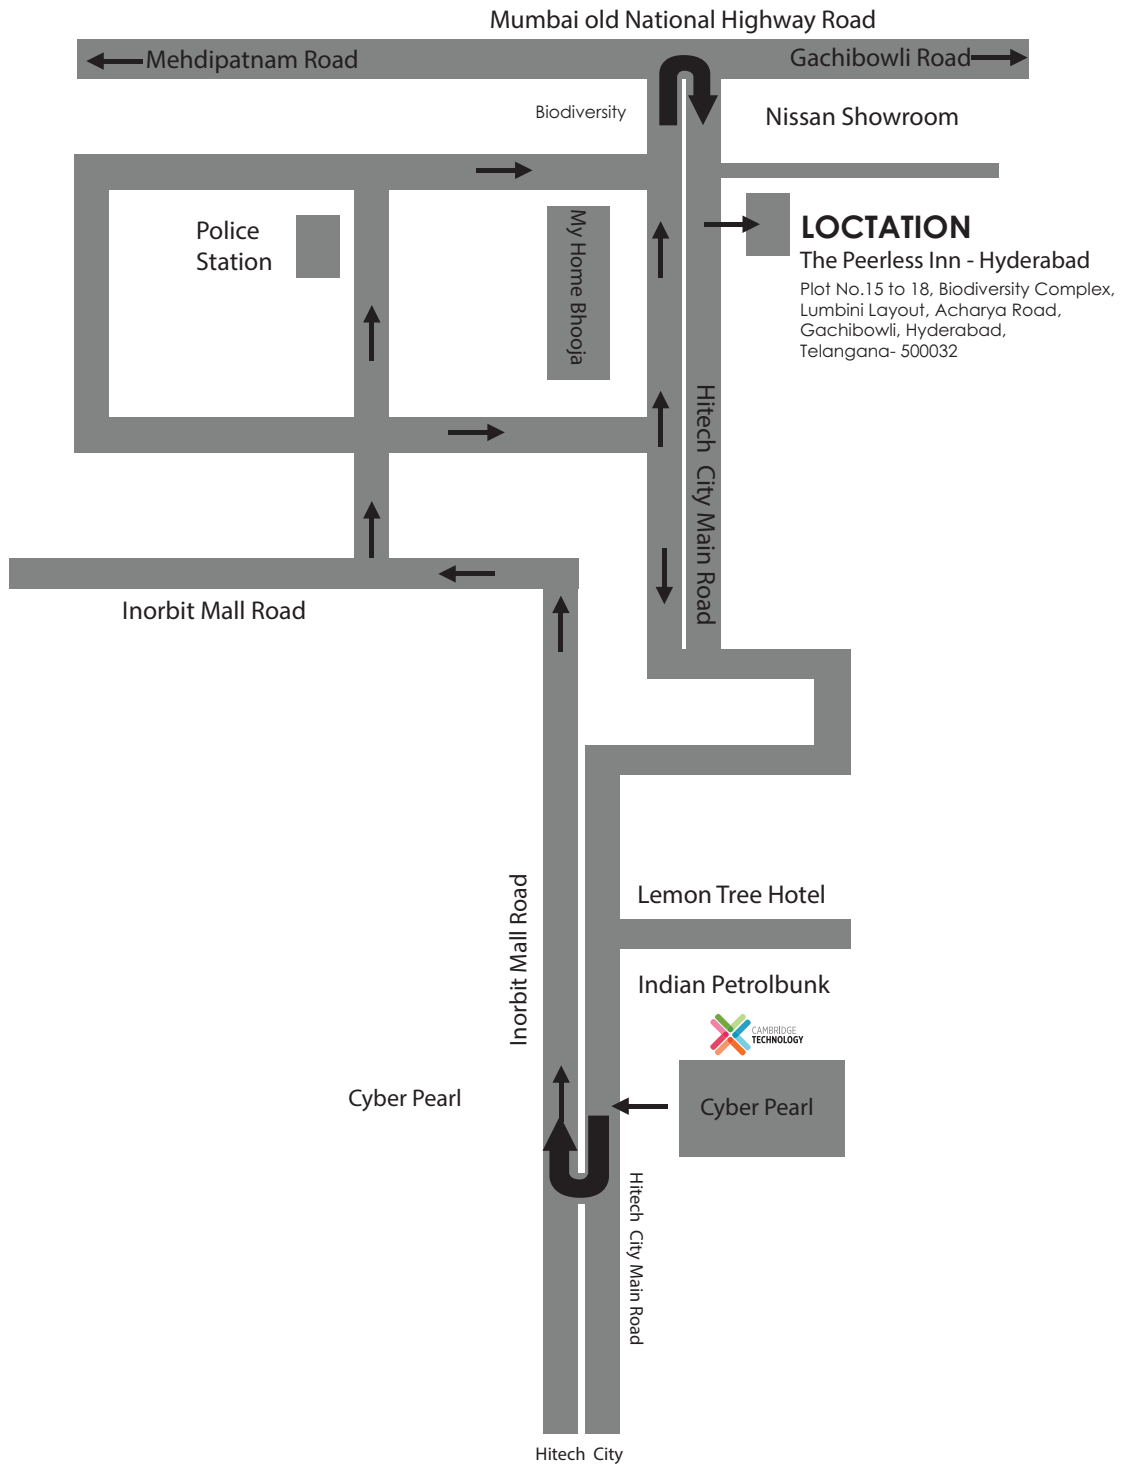 Mumbai old National Highway Road
Mehdipatnam Road
Gachibowli Road
Biodiversity
Nissan Showroom
Police
Station
My Home Bhooja
LOCTATION
The Peerless Inn - Hyderabad
Plot No.15 to 18, Biodiversity Complex,
Lumbini Layout, Acharya Road,
Gachibowli, Hyderabad,
Telangana- 500032
Hitech City Main Road
Inorbit Mall Road
Inorbit Mall Road
Lemon Tree Hotel
Indian Petrolbunk
CAMBRIDGE
TECHNOLOGY
Cyber Pearl
Cyber Pearl
Hitech City Main Road
Hitech City